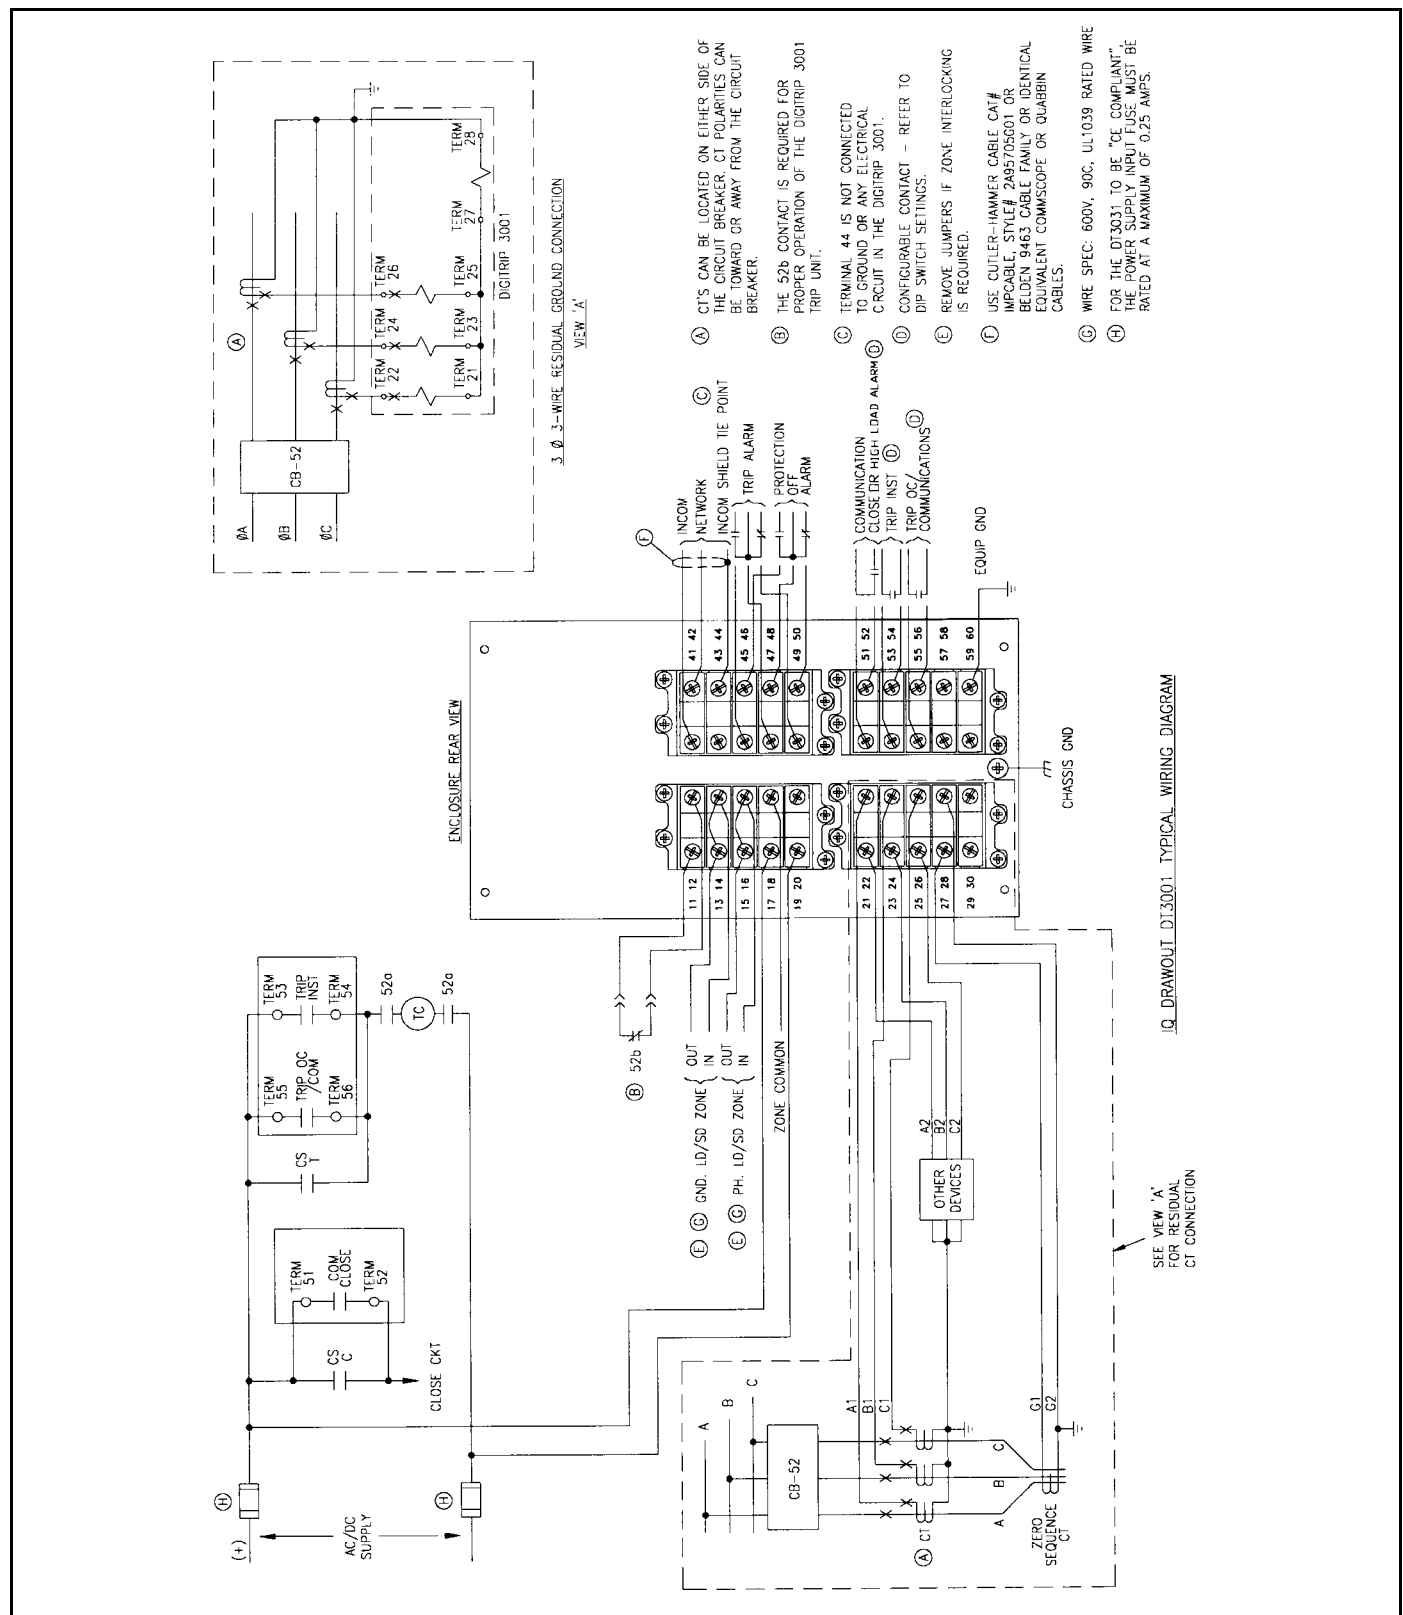 (+)
AC/DC
SUPPLY
H
H
CLOSE CKT
CS
C
TERM
51
COM
CLOSE
TERM
52
CS
T
TERM
55
TRIP OC
/COM
TERM
56
TERM
53
TRIP
INST
TERM
54
52a
TC
52a
ØA
ØB
ØC
CB-52
A
TERM
22
TERM
24
TERM
26
TERM
21
TERM
23
TERM
25
TERM
27
TERM
28
DIGITRIP 3001
3 Ø 3-WIRE RESIDUAL GROUND CONNECTION
VIEW 'A'
ENCLOSURE REAR VIEW
B 52b
E G GND. LD/SD ZONE
OUT
IN
E G PH. LD/SD ZONE
OUT
IN
ZONE COMMON
11 12
13 14
15 16
17 18
19 20
21 22
23 24
25 26
27 28
29 30
41 42
43 44
45 46
47 48
49 50
51 52
53 54
55 56
57 58
59 60
F
INCOM
NETWORK
INCOM SHIELD TIE POINT C
TRIP ALARM
PROTECTION
OFF
ALARM
COMMUNICATION
CLOSE OR HIGH LOAD ALARM D
TRIP INST D
TRIP OC/
COMMUNICATIONS D
EQUIP GND
CHASSIS GND
A
B
C
CB-52
A1
B1
C1
A CT
A
B
C
ZERO
SEQUENCE
CT
G1
G2
OTHER
DEVICES
A2
B2
C2
SEE VIEW 'A'
FOR RESIDUAL
CT CONNECTION
A CT'S CAN BE LOCATED ON EITHER SIDE OF
THE CIRCUIT BREAKER. CT POLARITIES CAN
BE TOWARD OR AWAY FROM THE CIRCUIT
BREAKER.
B THE 52b CONTACT IS REQUIRED FOR
PROPER OPERATION OF THE DIGITRIP 3001
TRIP UNIT.
C TERMINAL 44 IS NOT CONNECTED
TO GROUND OR ANY ELECTRICAL
CRCUIT IN THE DIGITRIP 3001.
D CONFIGURABLE CONTACT - REFER TO
DIP SWITCH SETTINGS.
E REMOVE JUMPERS IF ZONE INTERLOCKING
IS REQUIRED.
F USE CUTLER-HAMMER CABLE CAT#
IMPCABLE, STYLE# 2A95705G01 OR
BELDEN 9463 CABLE FAMILY OR IDENTICAL
EQUIVALENT COMMSCOPE OR QUABBIN
CABLES.
G WIRE SPEC: 600V, 90C, UL1039 RATED WIRE
H FOR THE DT3031 TO BE "CE COMPLIANT",
THE POWER SUPPLY INPUT FUSE MUST BE
RATED AT A MAXIMUM OF 0.25 AMPS.
IQ DRAWOUT DT3001 TYPICAL WIRING DIAGRAM